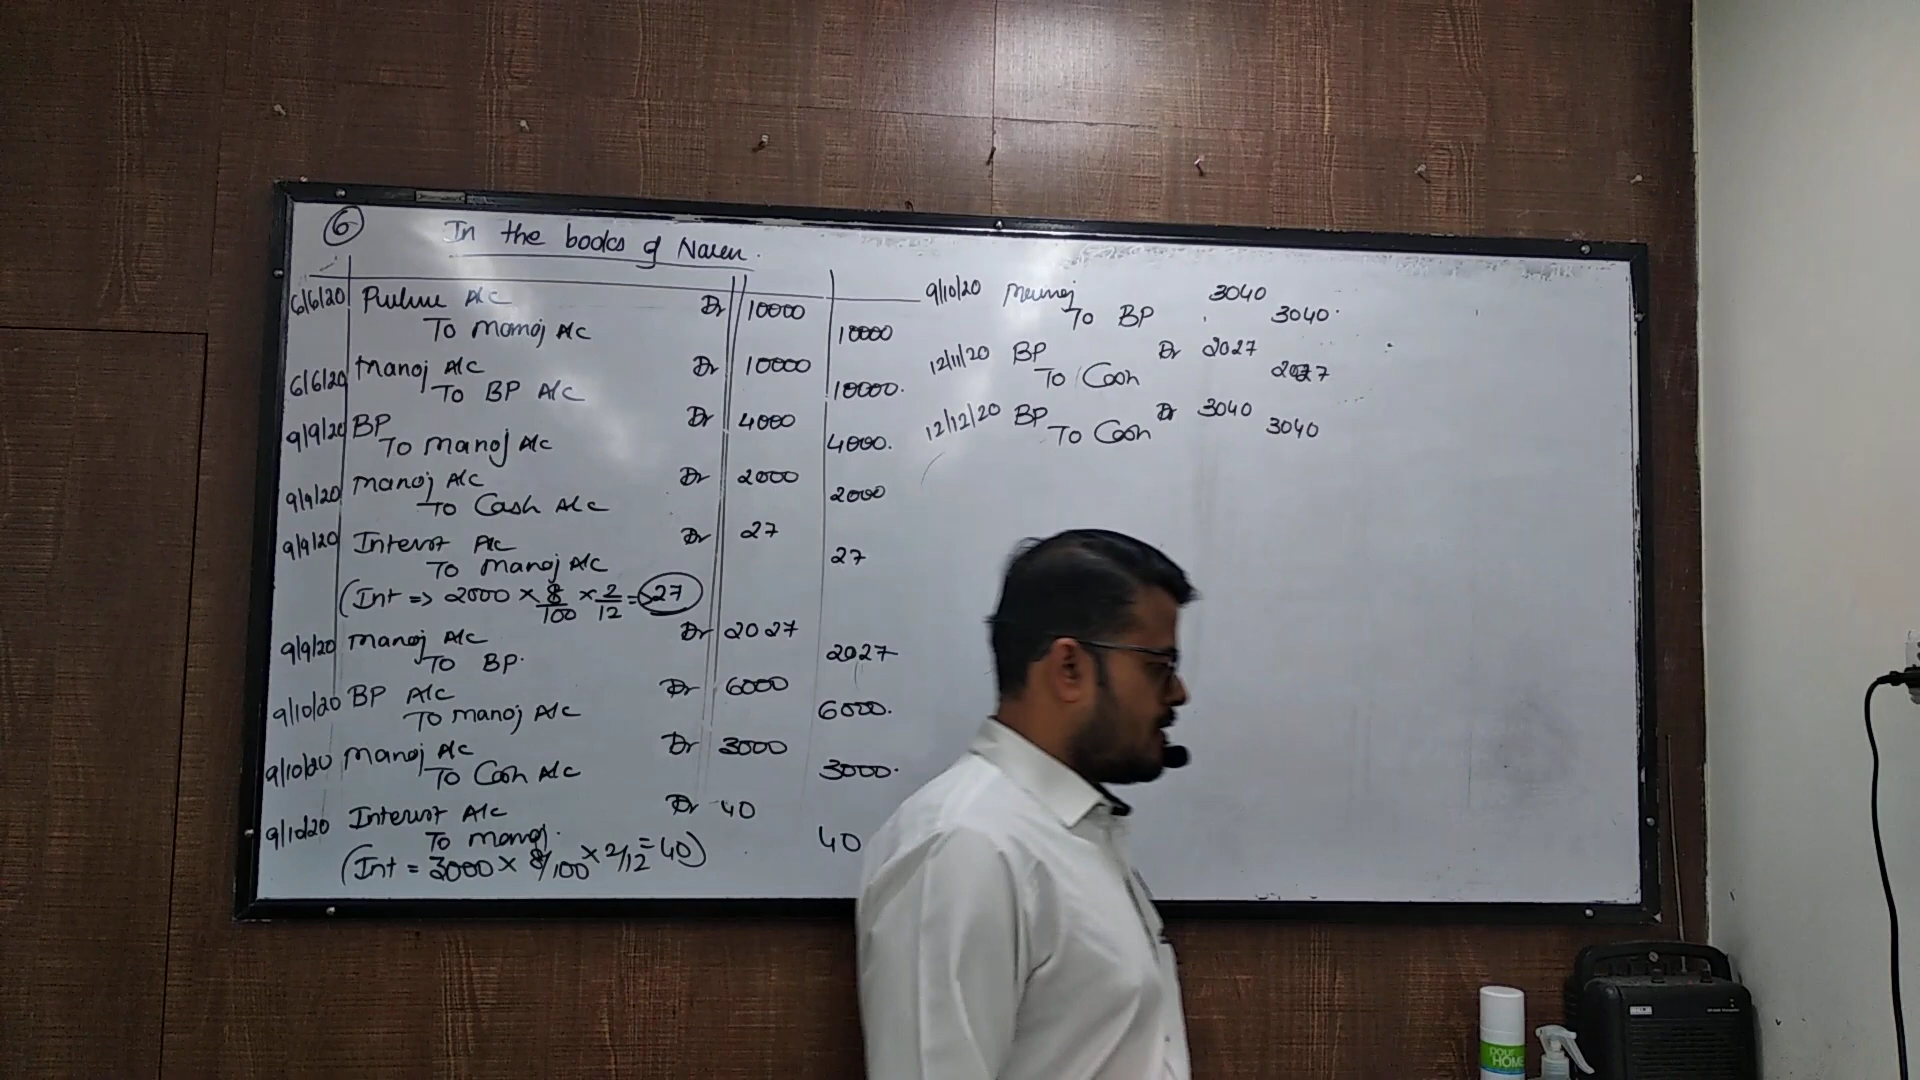 6 In the books of Naren.
6/6/20 Purchase A/c Dr 10000
To Manoj A/c 10000
6/6/20 Manoj A/c Dr 10000
To BP A/c 10000.
9/9/20 BP Dr 4000
To Manoj A/c 4000.
9/9/20 Manoj A/c Dr 2000
To Cash A/c 2000
9/9/20 Interest A/c Dr 27
To Manoj A/c 27
(Int => 2000 × 8/100 × 2/12 = 27
9/9/20 Manoj A/c Dr 2027
To BP. 2027
9/10/20 BP A/c Dr 6000
To Manoj A/c 6000.
9/10/20 Manoj A/c Dr 3000
To Cash A/c 3000.
9/10/20 Interest A/c Dr 40
To Manoj. 40
(Int = 3000 × 8/100 × 2/12 = 40)
9/10/20 Manoj 3040
To BP 3040.
12/11/20 BP Dr 2027
To Cash 2027
12/12/20 BP Dr 3040
To Cash 3040
HOME